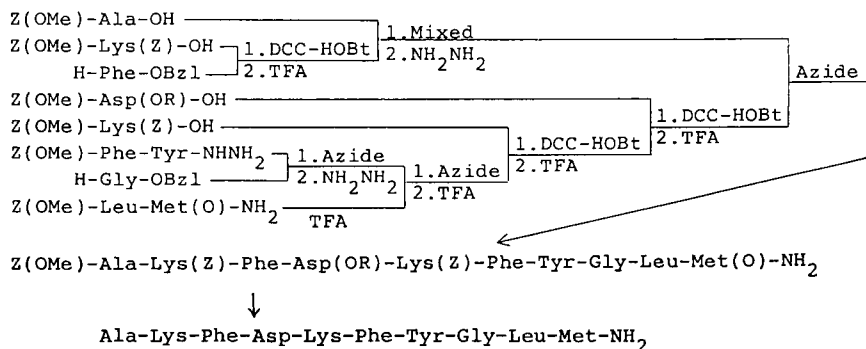 Z(OMe)-Ala-OH
1.Mixed
Z(OMe)-Lys(Z)-OH
1.DCC-HOBt
2.NH2NH2
H-Phe-OBzl
2.TFA
Azide
Z(OMe)-Asp(OR)-OH
1.DCC-HOBt
Z(OMe)-Lys(Z)-OH
1.DCC-HOBt
2.TFA
Z(OMe)-Phe-Tyr-NHNH2
1.Azide
2.TFA
H-Gly-OBzl
2.NH2NH2
1.Azide
2.TFA
Z(OMe)-Leu-Met(O)-NH2
TFA
Z(OMe)-Ala-Lys(Z)-Phe-Asp(OR)-Lys(Z)-Phe-Tyr-Gly-Leu-Met(O)-NH2
↓
Ala-Lys-Phe-Asp-Lys-Phe-Tyr-Gly-Leu-Met-NH2